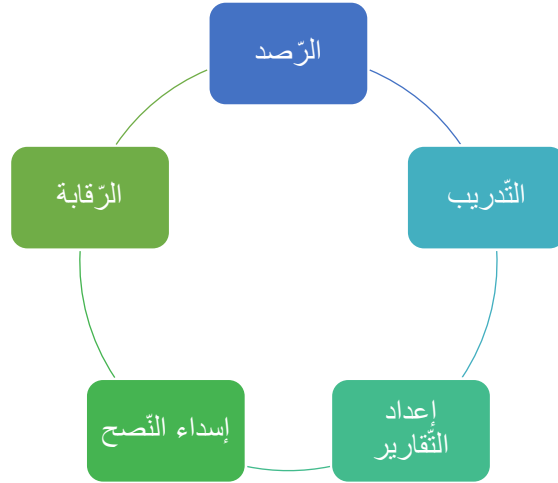 الرّصد
التّدريب
إعداد
التّقارير
إسداء النّصح
الرّقابة